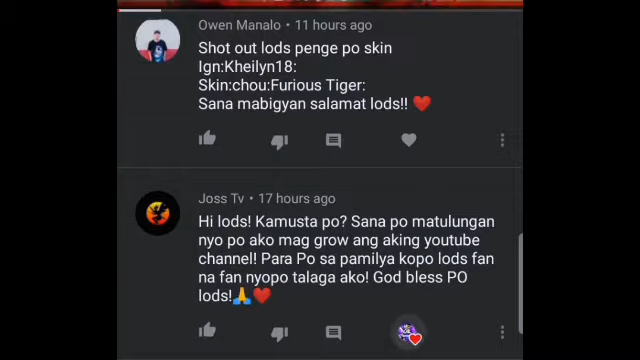 Owen Manalo • 11 hours ago
Shot out lods penge po skin
Ign:Kheilyn18:
Skin:chou:Furious Tiger:
Sana mabigyan salamat lods!! ❤️
Joss Tv • 17 hours ago
Hi lods! Kamusta po? Sana po matulungan
nyo po ako mag grow ang aking youtube
channel! Para Po sa pamilya kopo lods fan
na fan nyopo talaga ako! God bless PO
lods!🙏❤️